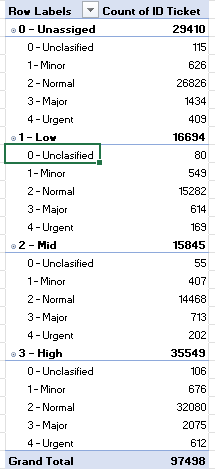 Row Labels Count of ID Ticket
0 - Unassiged 29410
0 - Unclasified 115
1 - Minor 626
2 - Normal 26826
3 - Major 1434
4 - Urgent 409
1 - Low 16694
0 - Unclasified 80
1 - Minor 549
2 - Normal 15282
3 - Major 614
4 - Urgent 169
2 - Mid 15845
0 - Unclasified 55
1 - Minor 407
2 - Normal 14468
3 - Major 713
4 - Urgent 202
3 - High 35549
0 - Unclasified 106
1 - Minor 676
2 - Normal 32080
3 - Major 2075
4 - Urgent 612
Grand Total 97498